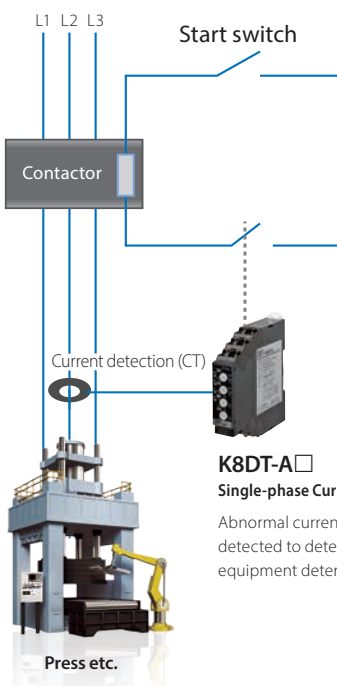 L1 L2 L3
Start switch
Contactor
Current detection (CT)
K8DT-A□
Single-phase Cur
Abnormal curren
detected to dete
equipment deter
Press etc.